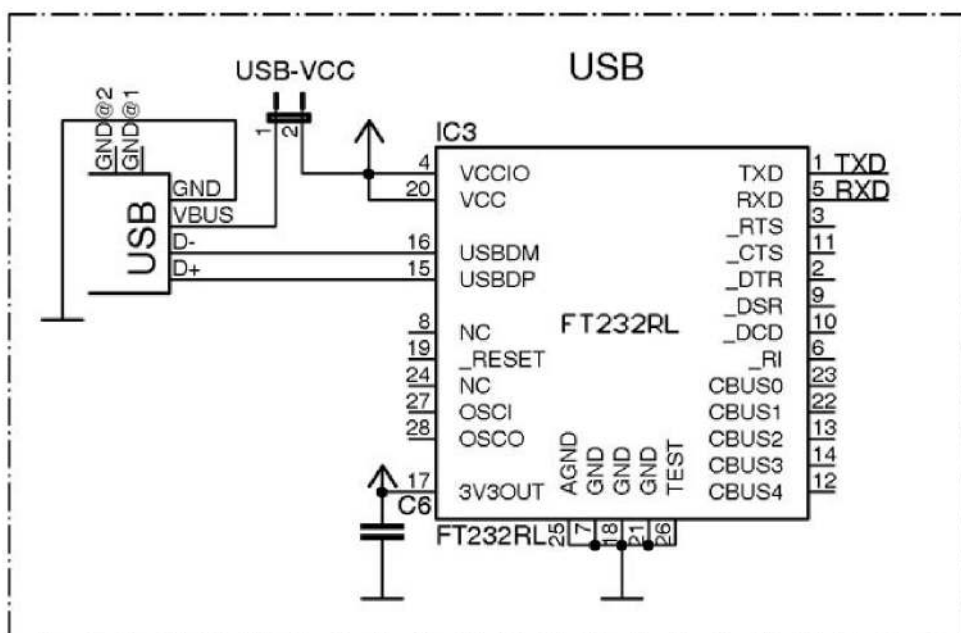 USB-VCC
USB
GND@2
GND@1
1
2
GND
VBUS
D-
D+
USB
IC3
4 VCCIO
20 VCC
16 USBDM
15 USBDP
8 NC
19 _RESET
24 NC
27 OSCI
28 OSCO
17 3V3OUT
C6
FT232RL
TXD 1 TXD
RXD 5 RXD
_RTS 3
_CTS 11
_DTR 2
_DSR 9
_DCD 10
_RI 6
CBUS0 23
CBUS1 22
CBUS2 13
CBUS3 14
CBUS4 12
AGND 25
GND 7
GND 18
GND 21
TEST 26
FT232RL